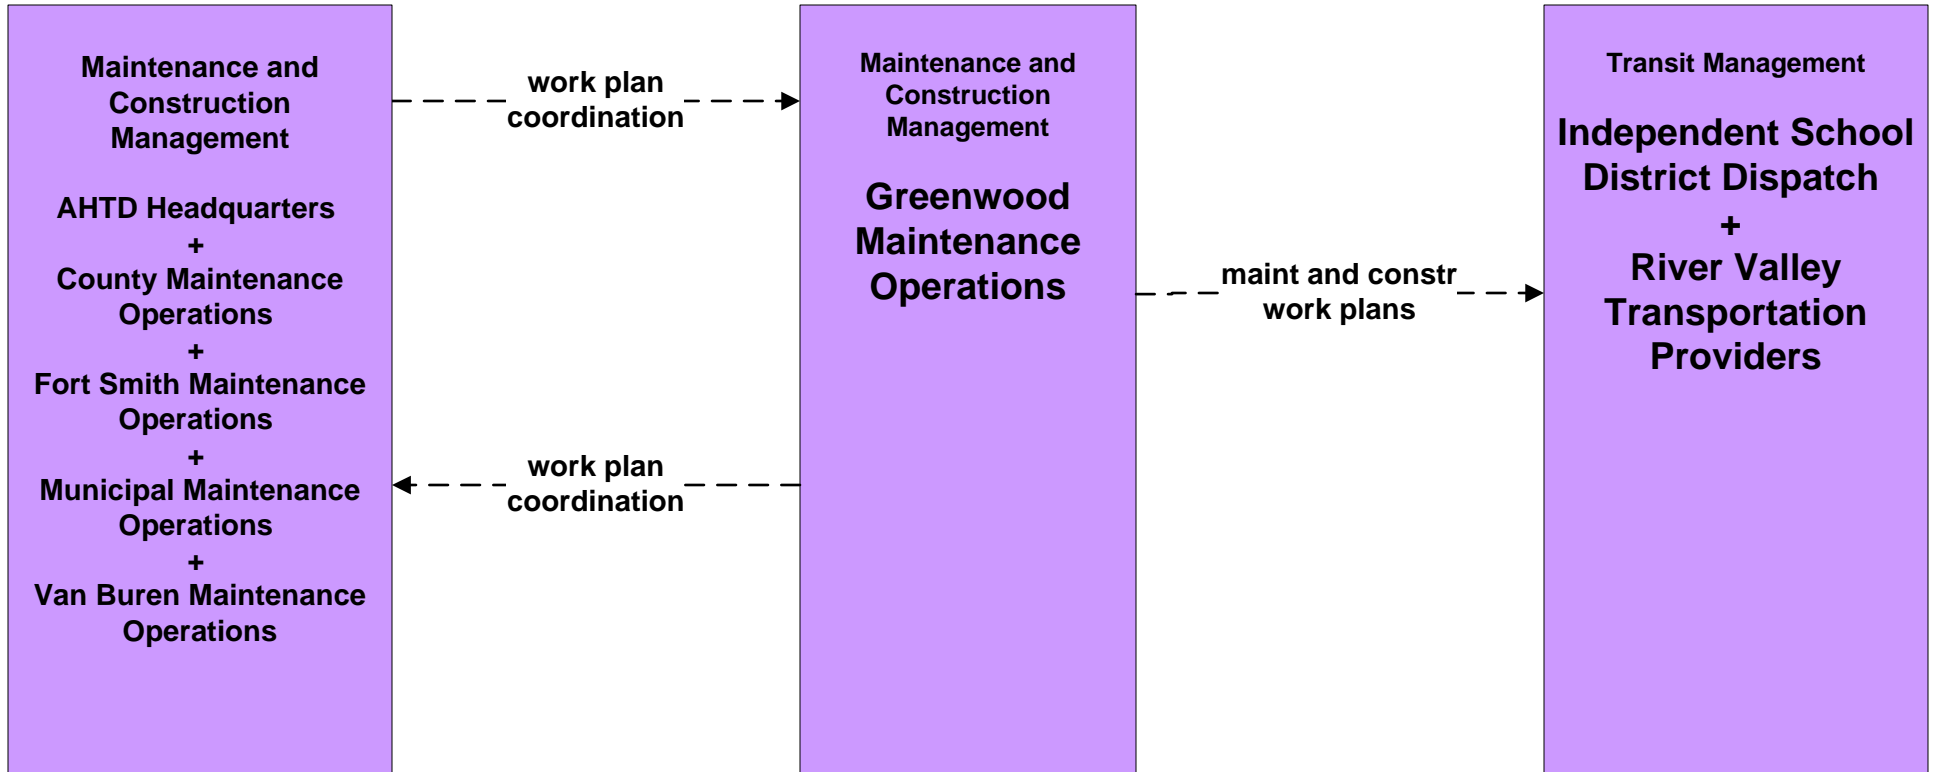 Maintenance and
Construction
Management
AHTD Headquarters
+
County Maintenance
Operations
+
Fort Smith Maintenance
Operations
+
Municipal Maintenance
Operations
+
Van Buren Maintenance
Operations
work plan
coordination
work plan
coordination
Maintenance and
Construction
Management
Greenwood
Maintenance
Operations
maint and constr
work plans
Transit Management
Independent School
District Dispatch
+
River Valley
Transportation
Providers